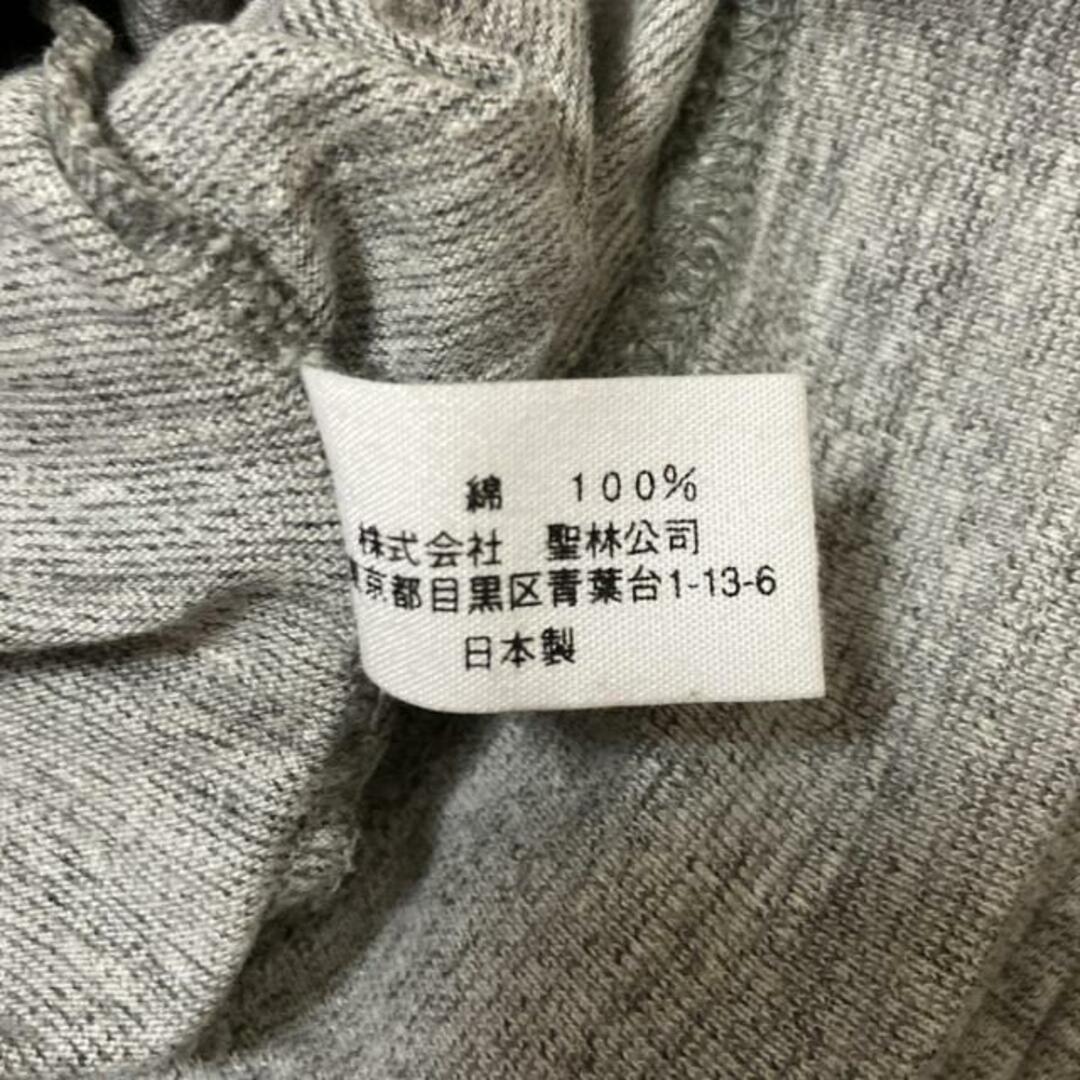 綿 100%
株式会社 聖林公司
東京都目黒区青葉台1-13-6
日本製